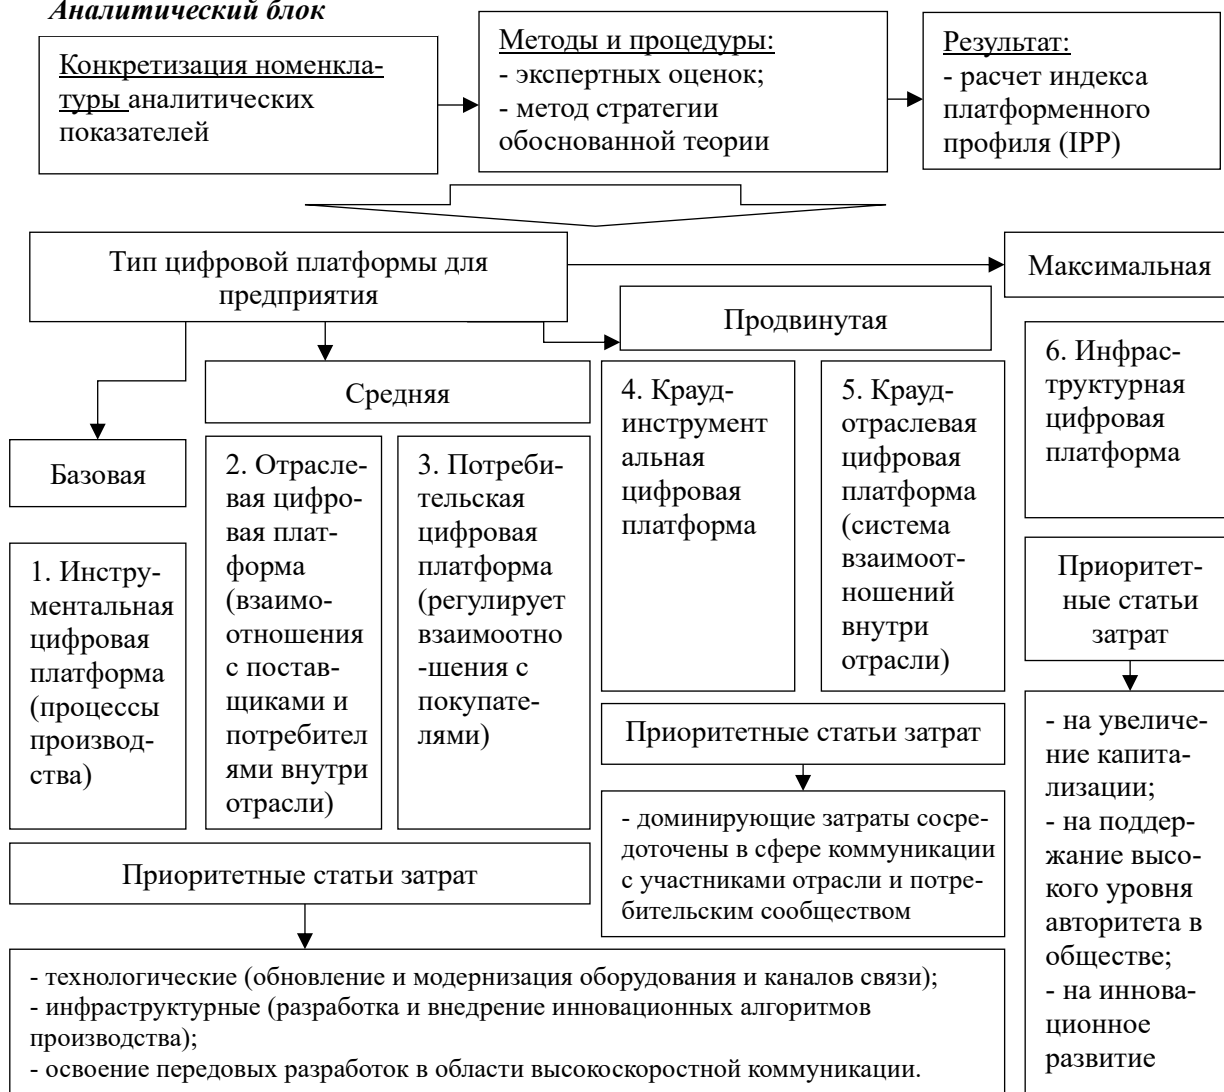 Аналитический блок
Конкретизация номенкла-
туры аналитических
показателей
Методы и процедуры:
- экспертных оценок;
- метод стратегии
обоснованной теории
Результат:
- расчет индекса
платформенного
профиля (IPP)
Тип цифровой платформы для
предприятия
Максимальная
Продвинутая
Средняя
Базовая
1. Инстру-
ментальная
цифровая
платформа
(процессы
производ-
ства)
2. Отрасле-
вая цифро-
вая плат-
форма
(взаимо-
отношения
с постав-
щиками и
потребител
ями внутри
отрасли)
3. Потреби-
тельская
цифровая
платформа
(регулирует
взаимоотно
-шения с
покупате-
лями)
4. Крауд-
инструмент
альная
цифровая
платформа
5. Крауд-
отраслевая
цифровая
платформа
(система
взаимоот-
ношений
внутри
отрасли)
6. Инфрас-
труктурная
цифровая
платформа
Приоритет-
ные статьи
затрат
Приоритетные статьи затрат
- доминирующие затраты сосре-
доточены в сфере коммуникации
с участниками отрасли и потре-
бительским сообществом
- на увеличе-
ние капита-
лизации;
- на поддер-
жание высо-
кого уровня
авторитета в
обществе;
- на иннова-
ционное
развитие
Приоритетные статьи затрат
- технологические (обновление и модернизация оборудования и каналов связи);
- инфраструктурные (разработка и внедрение инновационных алгоритмов
производства);
- освоение передовых разработок в области высокоскоростной коммуникации.